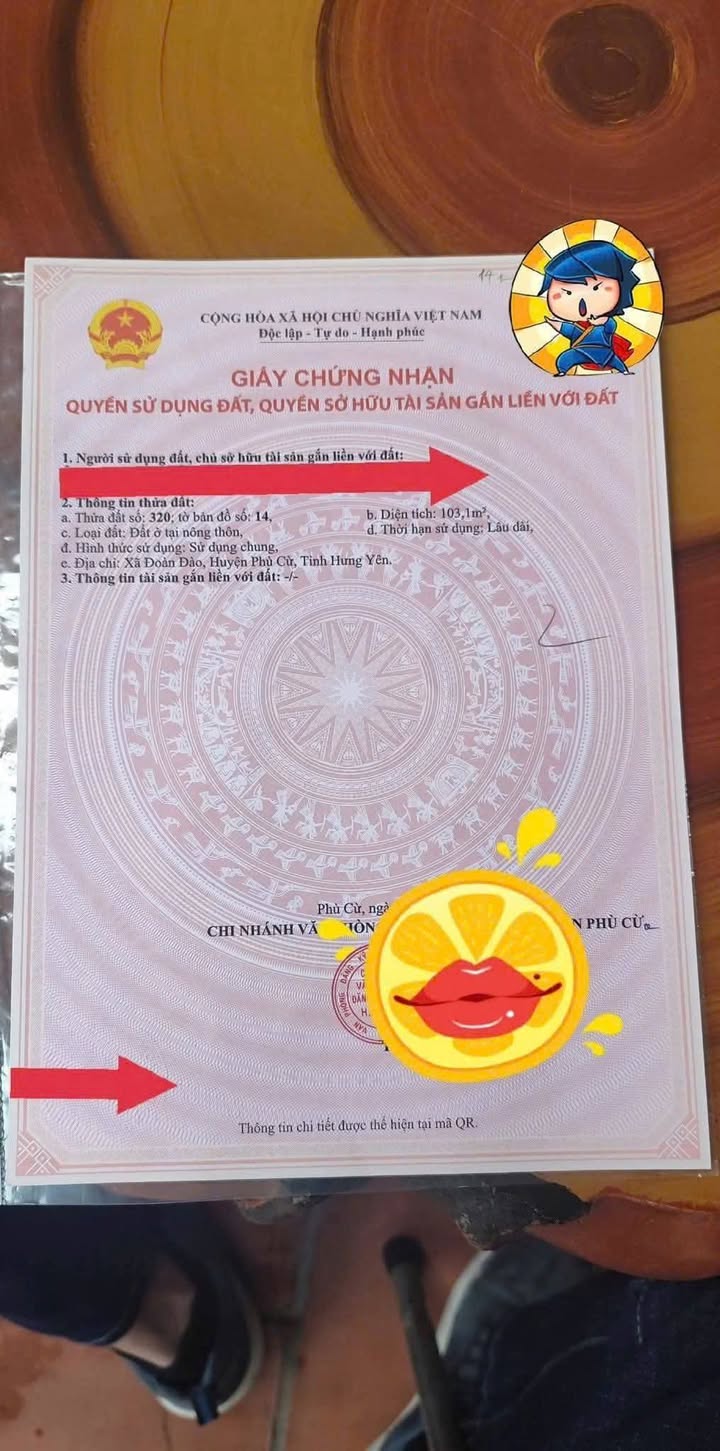 CỘNG HÒA XÃ HỘI CHỦ NGHĨA VIỆT NAM
Độc lập - Tự do - Hạnh phúc
GIẤY CHỨNG NHẬN
QUYỀN SỬ DỤNG ĐẤT, QUYỀN SỞ HỮU TÀI SẢN GẮN LIỀN VỚI ĐẤT
1. Người sử dụng đất, chủ sở hữu tài sản gắn liền với đất:
2. Thông tin thửa đất:
a. Thửa đất số: 320; tờ bản đồ số: 14, b. Diện tích: 103,1m²,
c. Loại đất: Đất ở tại nông thôn, d. Thời hạn sử dụng: Lâu dài,
đ. Hình thức sử dụng: Sử dụng chung,
e. Địa chỉ: Xã Đoàn Đào, Huyện Phù Cừ, Tỉnh Hưng Yên.
3. Thông tin tài sản gắn liền với đất: -/-
Phù Cừ,
CHI NHÁNH PHÙ CỪ
Thông tin chi tiết được thể hiện tại mã QR.